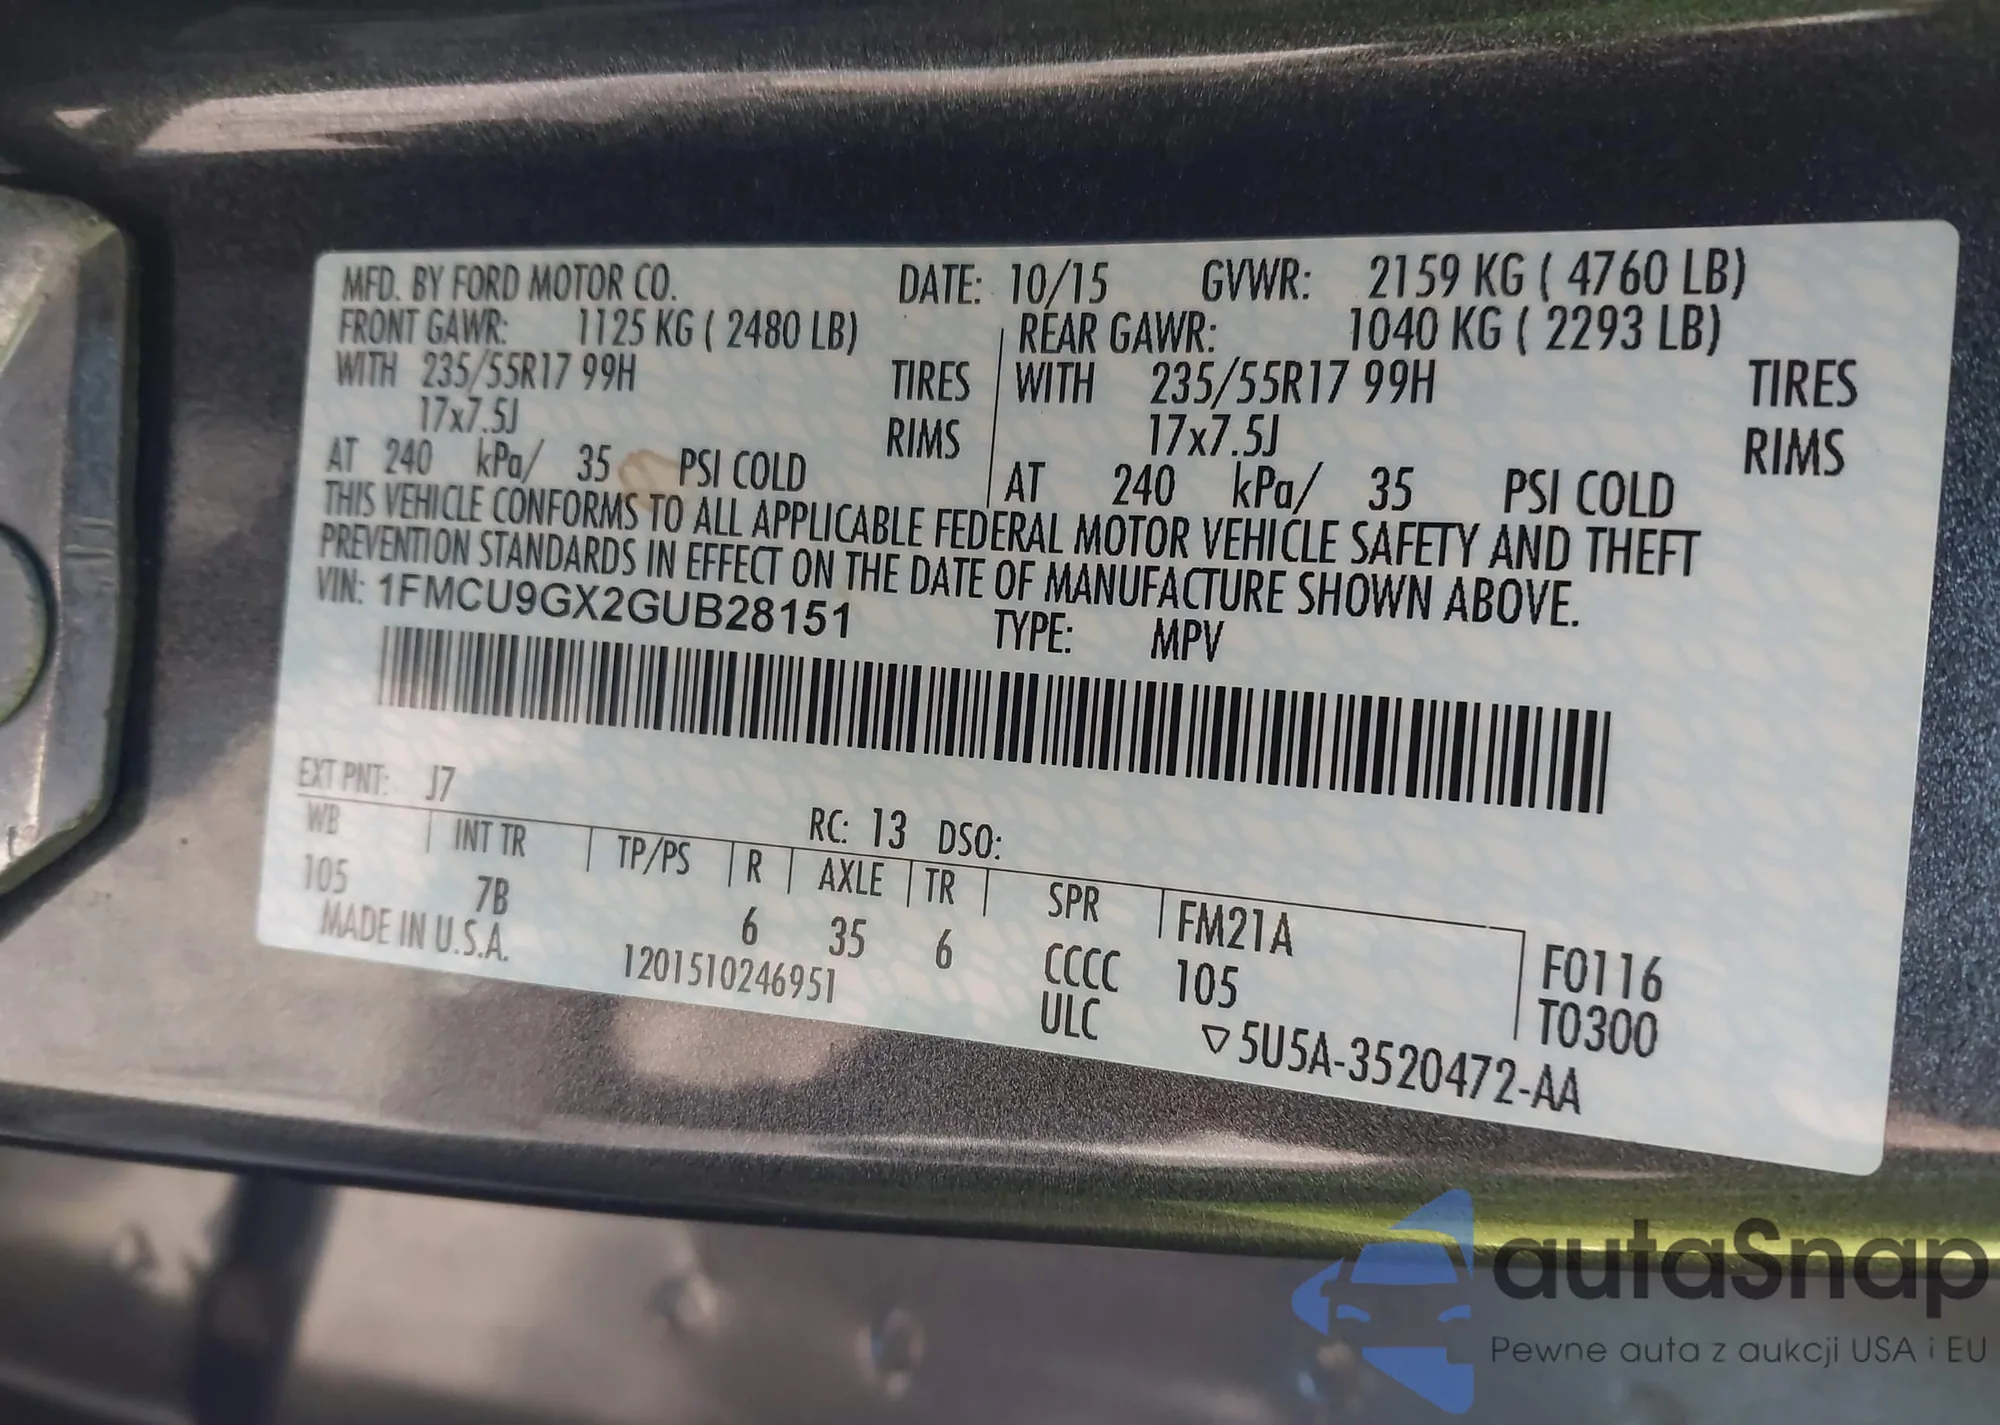 MFD. BY FORD MOTOR CO. DATE: 10/15 GVWR: 2159 KG ( 4760 LB)
FRONT GAWR: 1125 KG ( 2480 LB) REAR GAWR: 1040 KG ( 2293 LB)
WITH 235/55R17 99H TIRES WITH 235/55R17 99H TIRES
17x7.5J RIMS 17x7.5J RIMS
AT 240 kPa/ 35 PSI COLD AT 240 kPa/ 35 PSI COLD
THIS VEHICLE CONFORMS TO ALL APPLICABLE FEDERAL MOTOR VEHICLE SAFETY AND THEFT
PREVENTION STANDARDS IN EFFECT ON THE DATE OF MANUFACTURE SHOWN ABOVE.
VIN: 1FMCU9GX2GUB28151 TYPE: MPV
EXT PNT: J7 RC: 13 DSO:
WB INT TR TP/PS R AXLE TR SPR FM21A F0116
105 7B 6 35 6 CCCC 105 T0300
MADE IN U.S.A. 1201510246951 ULC ▽5U5A-3520472-AA
autaSnap
Pewne auta z aukcji USA i EU